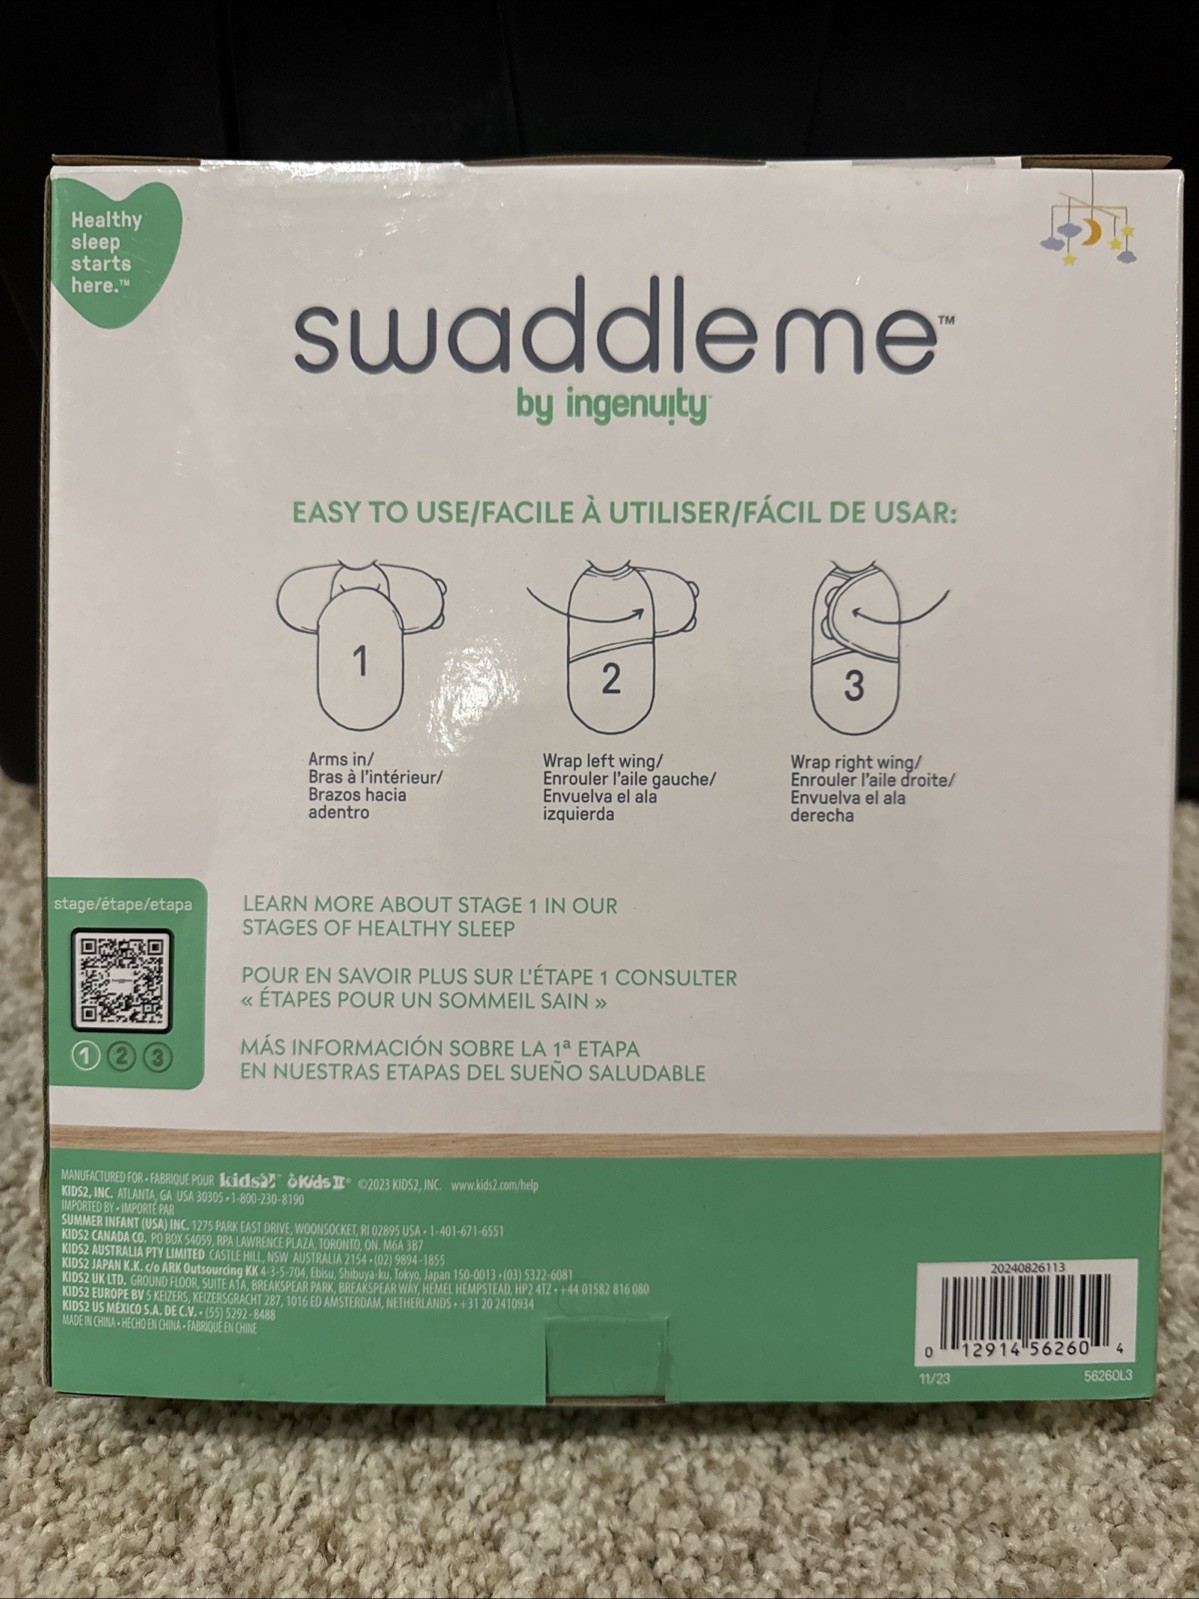 Healthy
sleep
starts
here.™
swaddleme™
by ingenuity™
EASY TO USE/FACILE À UTILISER/FÁCIL DE USAR:
1
2
3
Arms in/
Bras à l'intérieur/
Brazos hacia
adentro
Wrap left wing/
Enrouler l'aile gauche/
Envuelva el ala
izquierda
Wrap right wing/
Enrouler l'aile droite/
Envuelva el ala
derecha
stage/étape/etapa
1 2 3
LEARN MORE ABOUT STAGE 1 IN OUR
STAGES OF HEALTHY SLEEP
POUR EN SAVOIR PLUS SUR L'ÉTAPE 1 CONSULTER
« ÉTAPES POUR UN SOMMEIL SAIN »
MÁS INFORMACIÓN SOBRE LA 1ª ETAPA
EN NUESTRAS ETAPAS DEL SUEÑO SALUDABLE
MANUFACTURED FOR • FABRIQUÉ POUR kids2™ Kids II® ©2023 KIDS2, INC. www.kids2.com/help
KIDS2, INC. ATLANTA, GA USA 30305 • 1-800-230-8190
IMPORTED BY • IMPORTÉ PAR
SUMMER INFANT (USA) INC. 1275 PARK EAST DRIVE, WOONSOCKET, RI 02895 USA • 1-401-671-6551
KIDS2 CANADA CO. PO BOX 54059, RPA LAWRENCE PLAZA, TORONTO, ON. M6A 3B7
KIDS2 AUSTRALIA PTY LIMITED CASTLE HILL, NSW AUSTRALIA 2154 • (02) 9894-1855
KIDS2 JAPAN K.K. c/o ARK Outsourcing KK 4-3-5-704, Ebisu, Shibuya-ku, Tokyo, Japan 150-0013 • (03) 5322-6081
KIDS2 UK LTD. GROUND FLOOR, SUITE A1A, BREAKSPEAR PARK, BREAKSPEAR WAY, HEMEL HEMPSTEAD, HP2 4TZ • +44 01582 816 080
KIDS2 EUROPE BV S KEIZERS, KEIZERSGRACHT 287, 1016 ED AMSTERDAM, NETHERLANDS • +31 20 2410934
KIDS2 US MÉXICO S.A. DE C.V. • (55) 5292-8488
MADE IN CHINA • HECHO EN CHINA • FABRIQUÉ EN CHINE
20240826113
0 12914 56260 4
11/23
56260L3